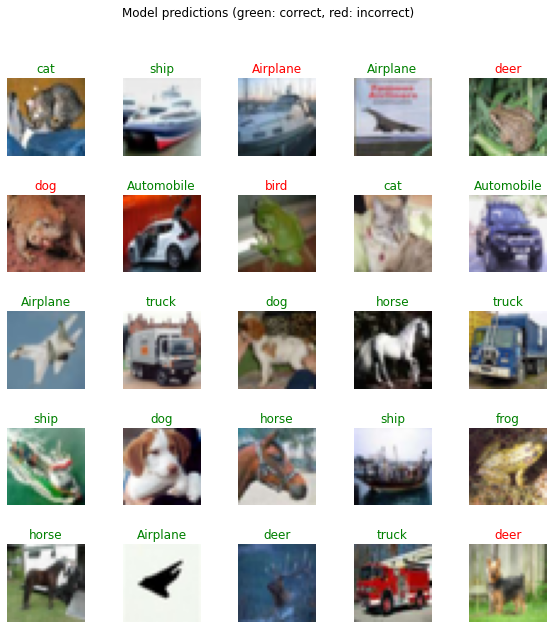 Model predictions (green: correct, red: incorrect)
cat ship Airplane Airplane deer
dog Automobile bird cat Automobile
Airplane truck dog horse truck
ship dog horse ship frog
horse Airplane deer truck deer